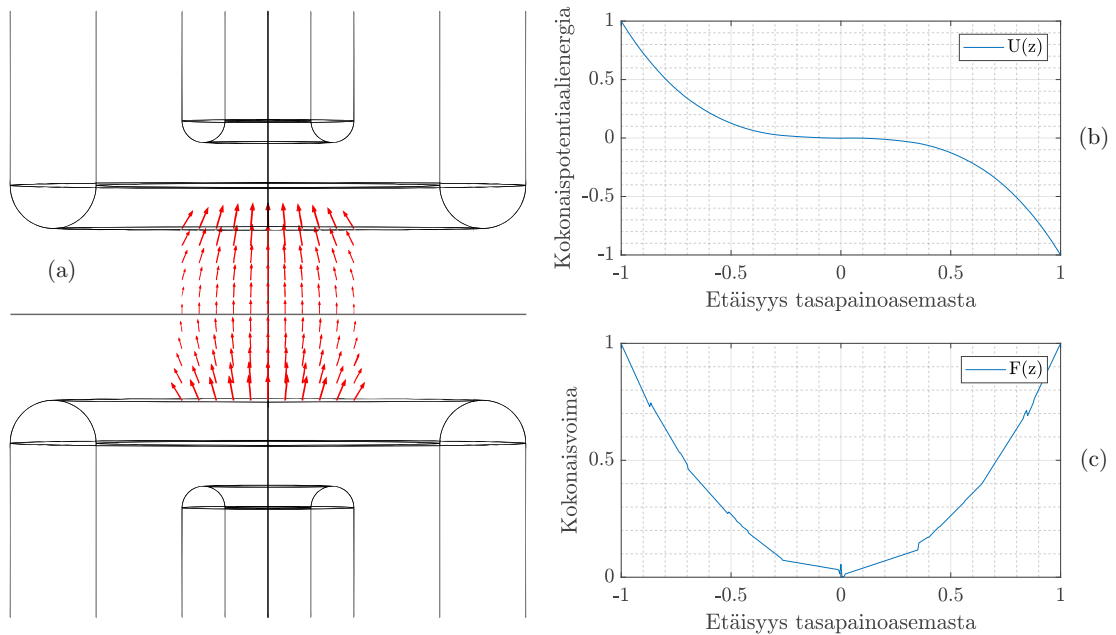 (a)
Kokonaispotentiaalienergia
1
0.5
0
-0.5
-1
U(z)
-1
-0.5
0
0.5
1
Etäisyys tasapainoasemasta
(b)
Kokonaisvoima
1
0.5
0
F(z)
-1
-0.5
0
0.5
1
Etäisyys tasapainoasemasta
(c)